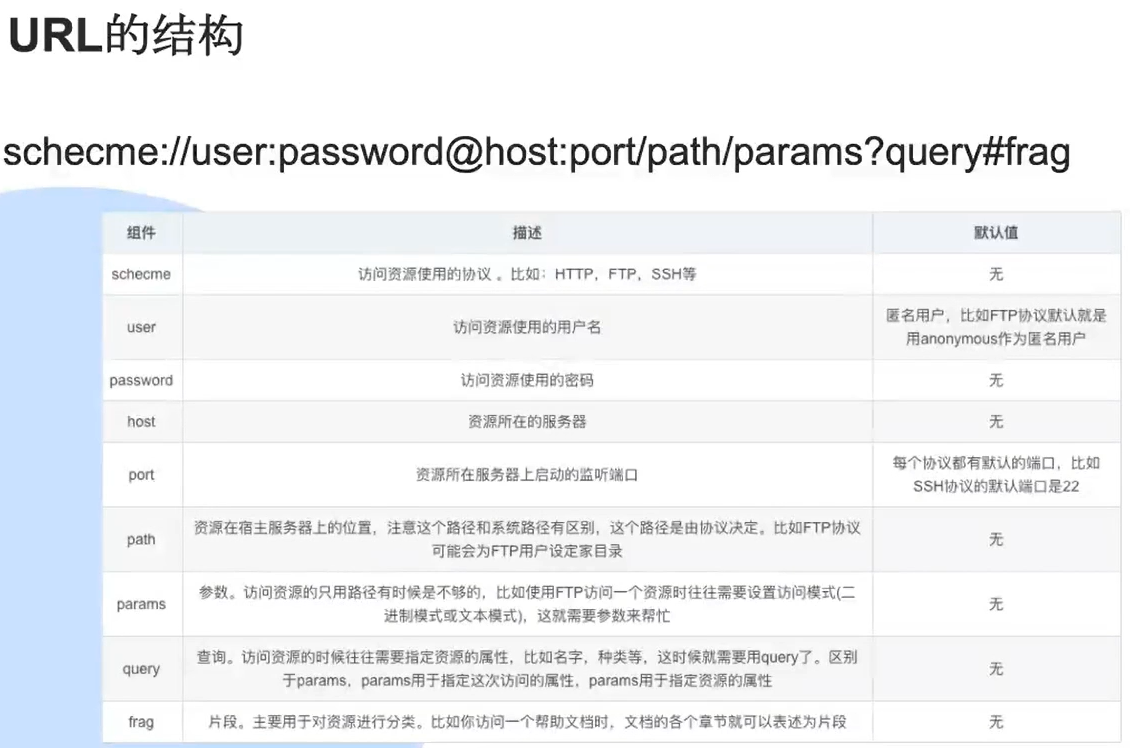 URL的结构
schecme://user:password@host:port/path/params?query#frag
组件 描述 默认值
schecme 访问资源使用的协议 。比如：HTTP，FTP，SSH等 无
user 访问资源使用的用户名 匿名用户，比如FTP协议默认就是
用anonymous作为匿名用户
password 访问资源使用的密码 无
host 资源所在的服务器 无
port 资源所在服务器上启动的监听端口 每个协议都有默认的端口，比如
SSH协议的默认端口是22
path 资源在宿主服务器上的位置，注意这个路径和系统路径有区别，这个路径是由协议决定。比如FTP协议
可能会为FTP用户设定家目录 无
params 参数。访问资源的只用路径有时候是不够的，比如使用FTP访问一个资源时往往需要设置访问模式(二
进制模式或文本模式)，这就需要参数来帮忙 无
query 查询。访问资源的时候往往需要指定资源的属性，比如名字，种类等，这时候就需要用query了。区别
于params，params用于指定这次访问的属性，params用于指定资源的属性 无
frag 片段。主要用于对资源进行分类。比如你访问一个帮助文档时，文档的各个章节就可以表述为片段 无